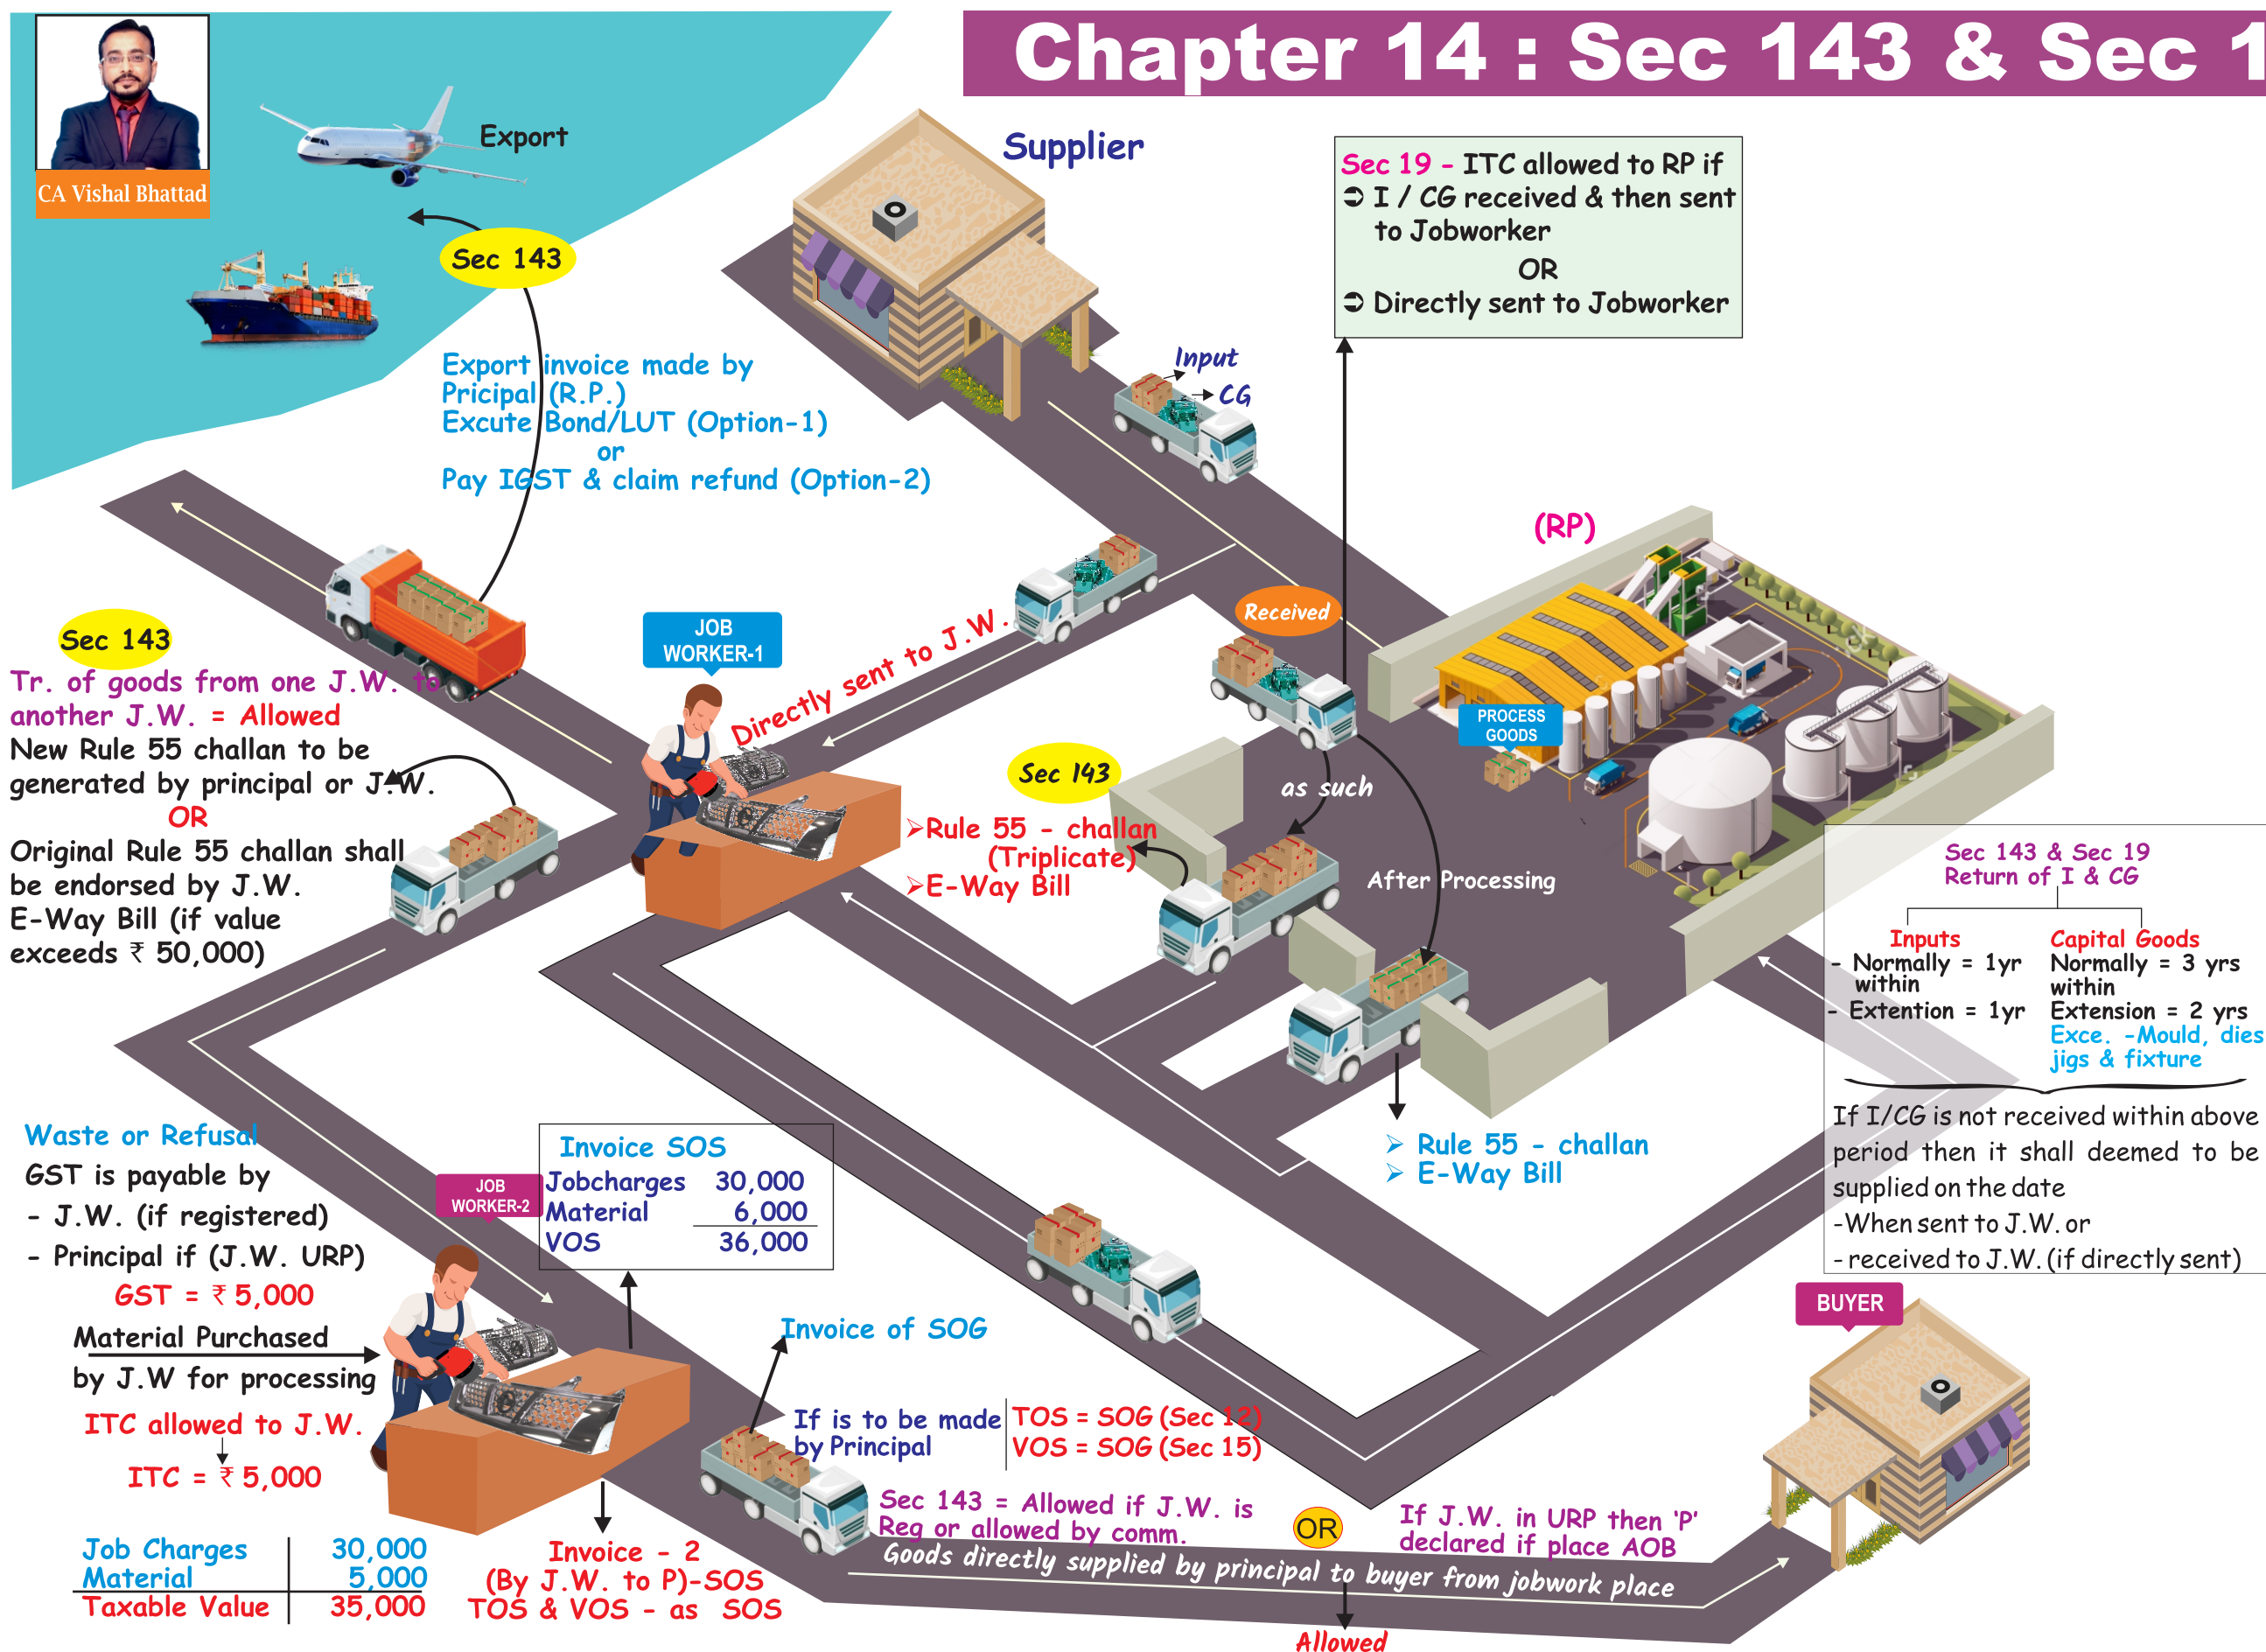 Chapter 14 : Sec 143 & Sec 1
CA Vishal Bhattad
Export
Sec 143
Export invoice made by
Pricipal (R.P.)
Excute Bond/LUT (Option-1)
or
Pay IGST & claim refund (Option-2)
Supplier
Input
CG
Sec 19 - ITC allowed to RP if
➲ I / CG received & then sent
to Jobworker
OR
➲ Directly sent to Jobworker
(RP)
Received
PROCESS
GOODS
as such
After Processing
Directly sent to J.W.
JOB
WORKER-1
Sec 143
Tr. of goods from one J.W. to
another J.W. = Allowed
New Rule 55 challan to be
generated by principal or J.W.
OR
Original Rule 55 challan shall
be endorsed by J.W.
E-Way Bill (if value
exceeds ₹ 50,000)
Sec 143
➢Rule 55 - challan
(Triplicate)
➢E-Way Bill
➢ Rule 55 - challan
➢ E-Way Bill
Sec 143 & Sec 19
Return of I & CG
Inputs
- Normally = 1yr
within
- Extention = 1yr
Capital Goods
Normally = 3 yrs
within
Extension = 2 yrs
Exce. -Mould, dies
jigs & fixture
If I/CG is not received within above
period then it shall deemed to be
supplied on the date
-When sent to J.W. or
- received to J.W. (if directly sent)
Waste or Refusal
GST is payable by
- J.W. (if registered)
- Principal if (J.W. URP)
GST = ₹ 5,000
Material Purchased
by J.W for processing
ITC allowed to J.W.
ITC = ₹ 5,000
Job Charges 30,000
Material 5,000
Taxable Value 35,000
JOB
WORKER-2
Invoice SOS
Jobcharges 30,000
Material 6,000
VOS 36,000
Invoice - 2
(By J.W. to P)-SOS
TOS & VOS - as SOS
Invoice of SOG
If is to be made
by Principal
TOS = SOG (Sec 12)
VOS = SOG (Sec 15)
Sec 143 = Allowed if J.W. is
Reg or allowed by comm.
OR
If J.W. in URP then ‘P’
declared if place AOB
Goods directly supplied by principal to buyer from jobwork place
Allowed
BUYER